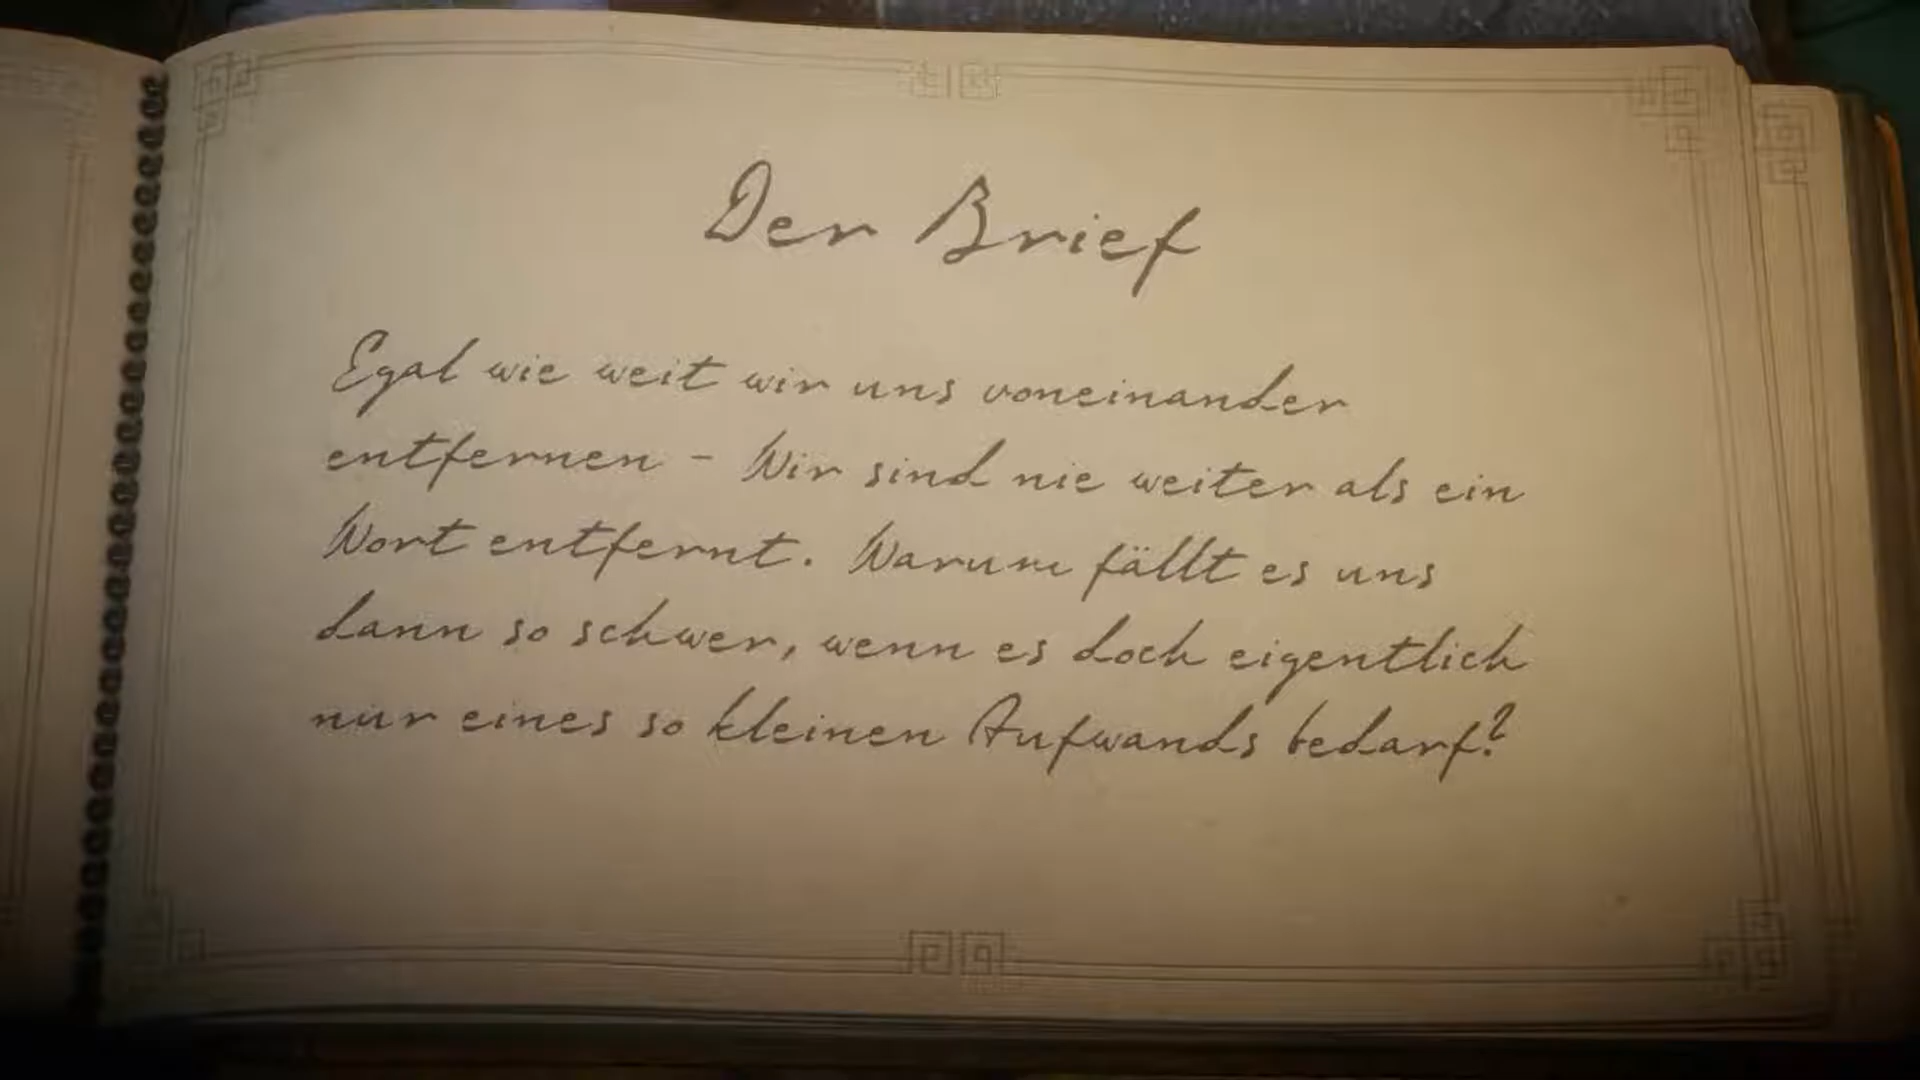 Der Brief
Egal wie weit wir uns voneinander
entfernen - Wir sind nie weiter als ein
Wort entfernt. Warum fällt es uns
dann so schwer, wenn es doch eigentlich
nur eines so kleinen Aufwands bedarf?